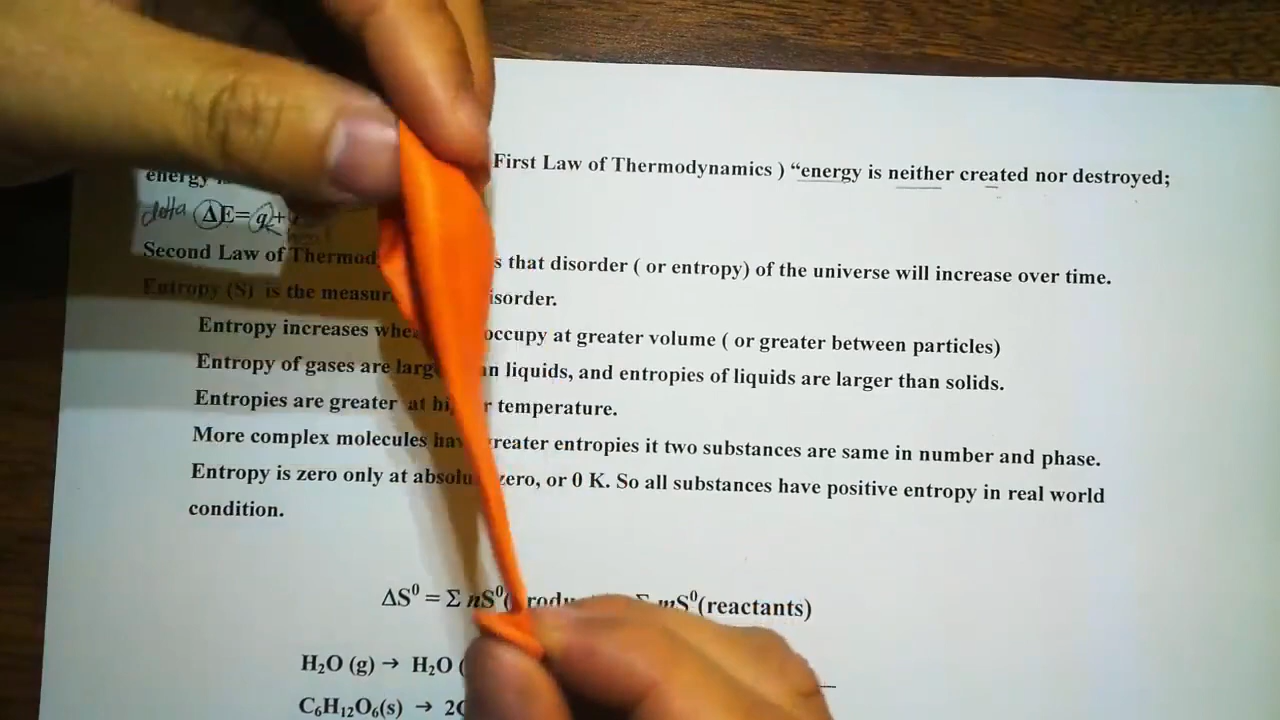 First Law of Thermodynamics ) “energy is neither created nor destroyed;
energy
delta ΔE= q +
Second Law of Thermod s that disorder ( or entropy) of the universe will increase over time.
Entropy (S) is the measur isorder.
Entropy increases whe occupy at greater volume ( or greater between particles)
Entropy of gases are larg n liquids, and entropies of liquids are larger than solids.
Entropies are greater at hi r temperature.
More complex molecules hav reater entropies it two substances are same in number and phase.
Entropy is zero only at absolu zero, or 0 K. So all substances have positive entropy in real world
condition.
ΔS⁰ = Σ nS⁰( rodu Σ mS⁰(reactants)
H₂O (g) → H₂O (
C₆H₁₂O₆(s) → 2C